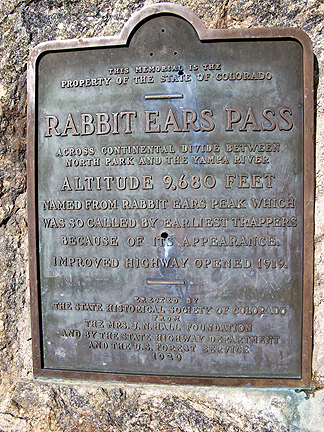 THIS MEMORIAL IS THE
PROPERTY OF THE STATE OF COLORADO
RABBIT EARS PASS
ACROSS CONTINENTAL DIVIDE BETWEEN
NORTH PARK AND THE YAMPA RIVER
ALTITUDE 9,680 FEET
NAMED FROM RABBIT EARS PEAK WHICH
WAS SO CALLED BY EARLIEST TRAPPERS
BECAUSE OF ITS APPEARANCE.
IMPROVED HIGHWAY OPENED 1919.
ERECTED BY
THE STATE HISTORICAL SOCIETY OF COLORADO
FROM
THE MRS. J. N. HALL FOUNDATION
AND BY THE STATE HIGHWAY DEPARTMENT
AND THE U.S. FOREST SERVICE
1929